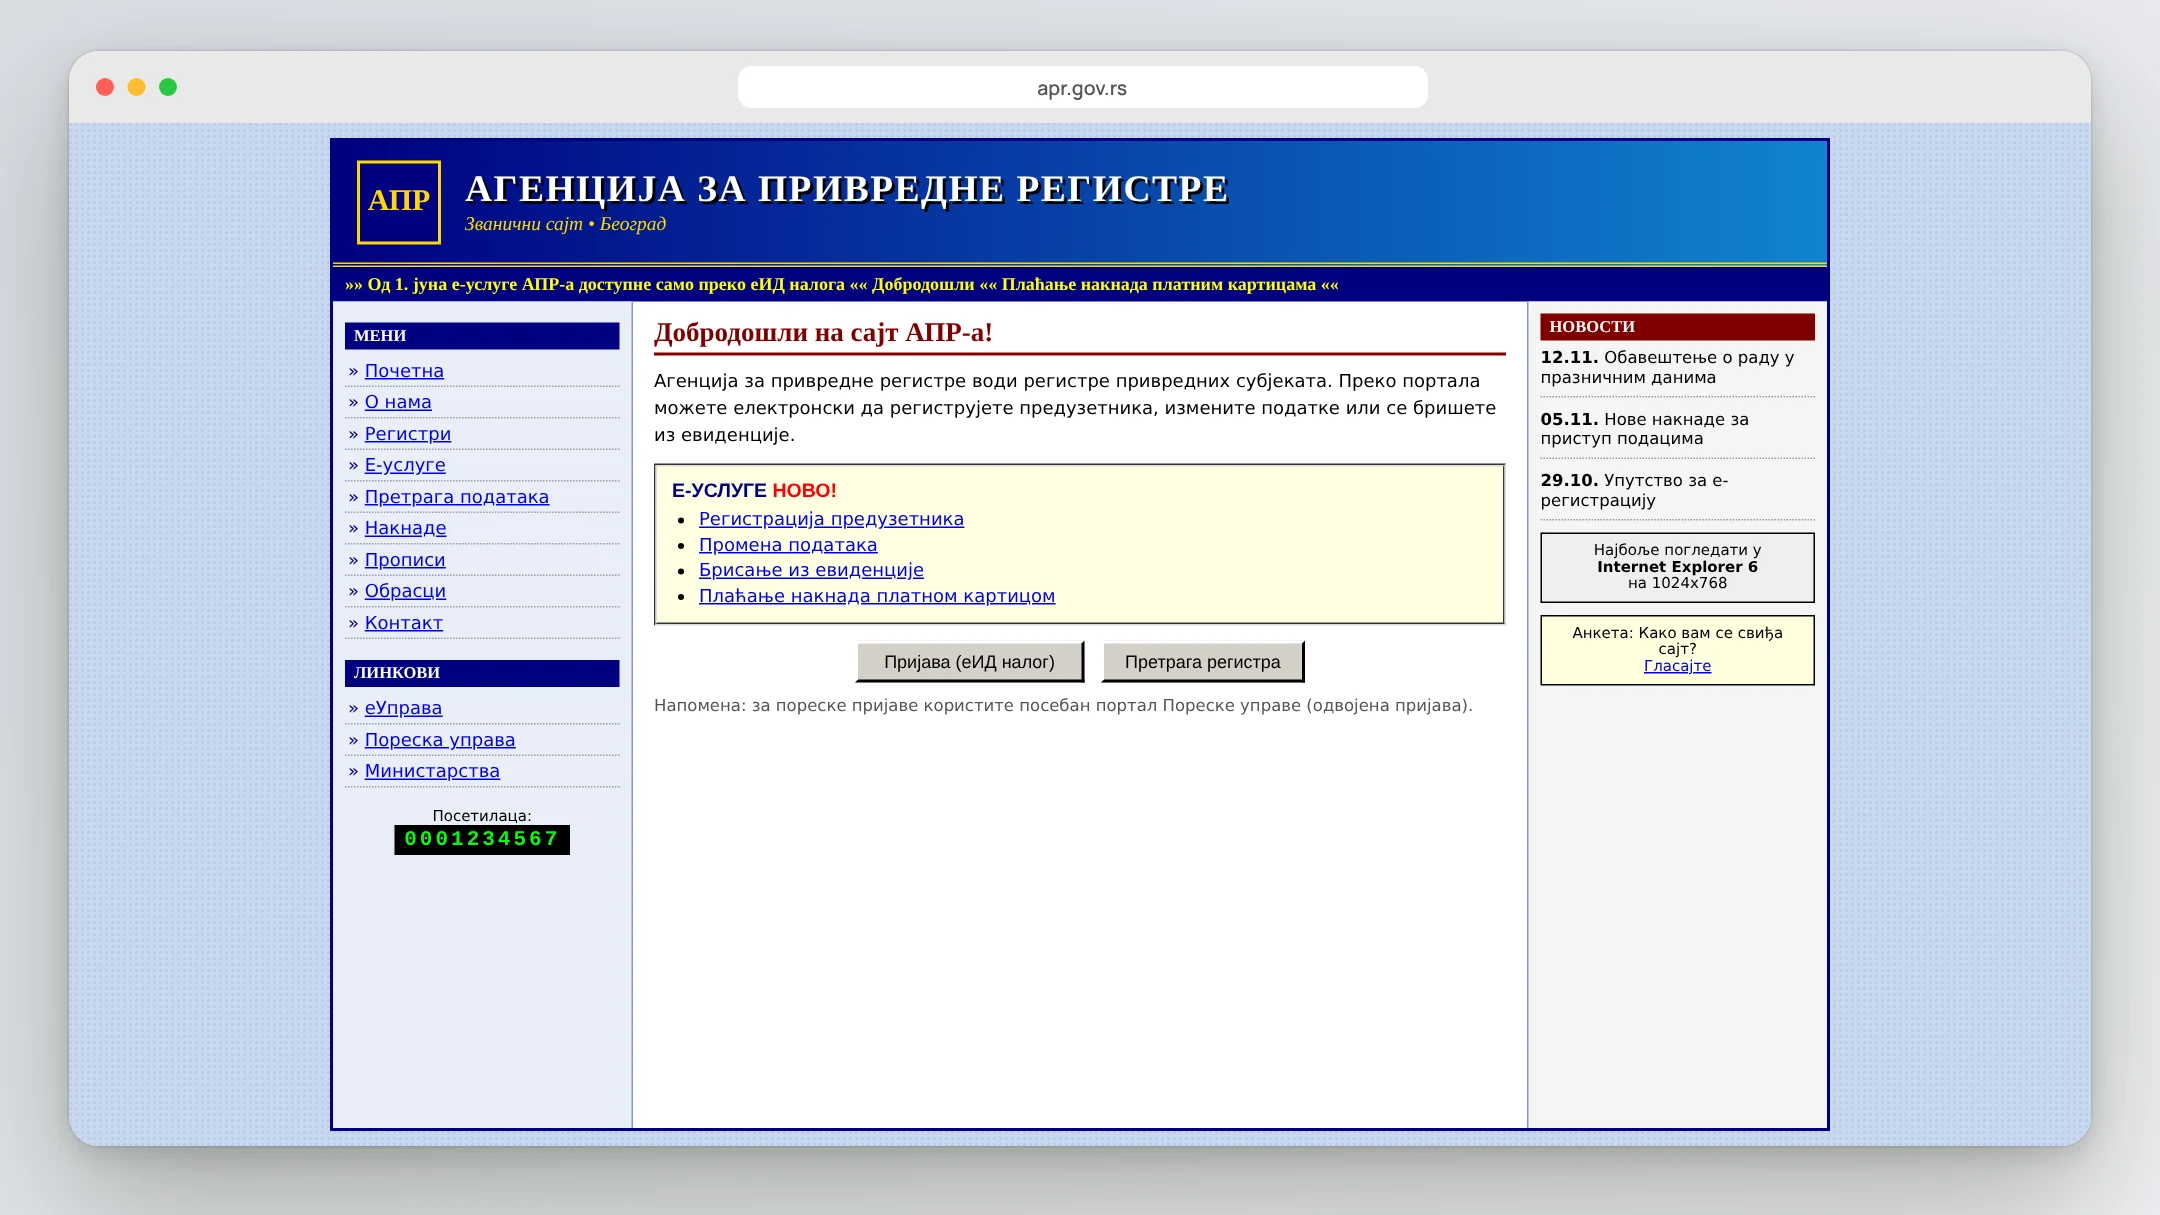 apr.gov.rs
АПР
АГЕНЦИЈА ЗА ПРИВРЕДНЕ РЕГИСТРЕ
Званични сајт • Београд
»» Од 1. јуна е-услуге АПР-а доступне само преко еИД налога «« Добродошли «« Плаћање накнада платним картицама ««
МЕНИ
» Почетна
» О нама
» Регистри
» Е-услуге
» Претрага података
» Накнаде
» Прописи
» Обрасци
» Контакт
ЛИНКОВИ
» еУправа
» Пореска управа
» Министарства
Посетилаца:
0001234567
Добродошли на сајт АПР-а!
Агенција за привредне регистре води регистре привредних субјеката. Преко портала
можете електронски да региструјете предузетника, измените податке или се бришете
из евиденције.
Е-УСЛУГЕ НОВО!
• Регистрација предузетника
• Промена података
• Брисање из евиденције
• Плаћање накнада платном картицом
Пријава (еИД налог)
Претрага регистра
Напомена: за пореске пријаве користите посебан портал Пореске управе (одвојена пријава).
НОВОСТИ
12.11. Обавештење о раду у
празничним данима
05.11. Нове накнаде за
приступ подацима
29.10. Упутство за е-
регистрацију
Најбоље погледати у
Internet Explorer 6
на 1024x768
Анкета: Како вам се свиђа
сајт?
Гласајте